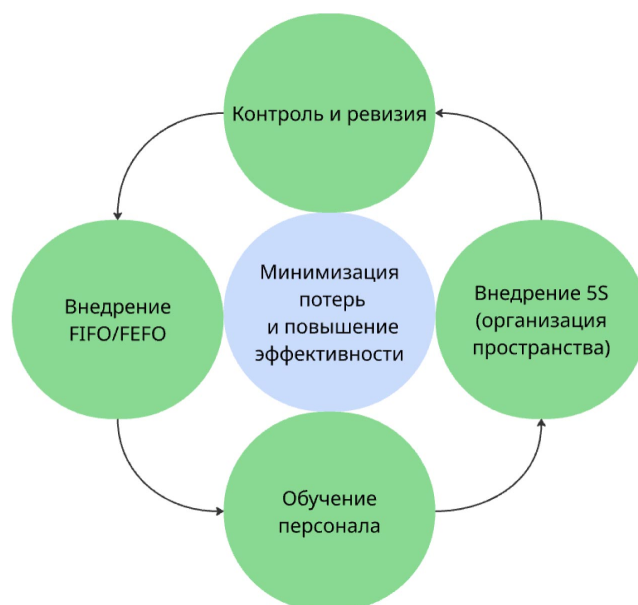 Контроль и ревизия
Внедрение
FIFO/FEFO
Минимизация
потерь
и повышение
эффективности
Внедрение 5S
(организация
пространства)
Обучение
персонала